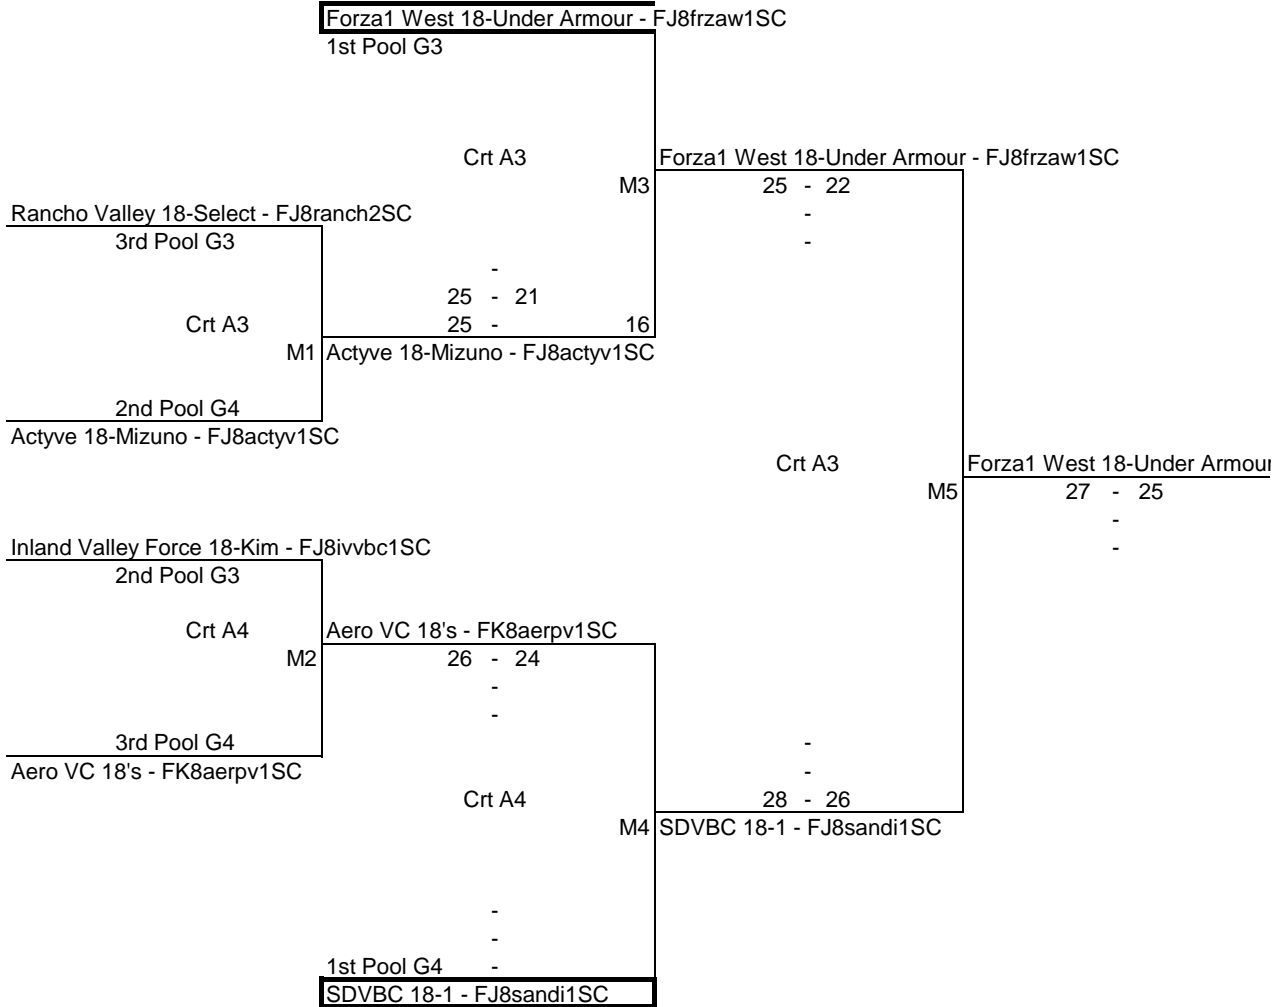 Forza1 West 18-Under Armour - FJ8frzaw1SC
1st Pool G3
Crt A3
Forza1 West 18-Under Armour - FJ8frzaw1SC
M3
25 - 22
Rancho Valley 18-Select - FJ8ranch2SC
-
3rd Pool G3
-
-
25 - 21
Crt A3
25 - 16
M1
Actyve 18-Mizuno - FJ8actyv1SC
2nd Pool G4
Actyve 18-Mizuno - FJ8actyv1SC
Crt A3
Forza1 West 18-Under Armour
M5
27 - 25
-
Inland Valley Force 18-Kim - FJ8ivvbc1SC
-
2nd Pool G3
Crt A4
Aero VC 18's - FK8aerpv1SC
M2
26 - 24
-
-
3rd Pool G4
-
Aero VC 18's - FK8aerpv1SC
-
Crt A4
28 - 26
M4
SDVBC 18-1 - FJ8sandi1SC
-
-
1st Pool G4 -
SDVBC 18-1 - FJ8sandi1SC